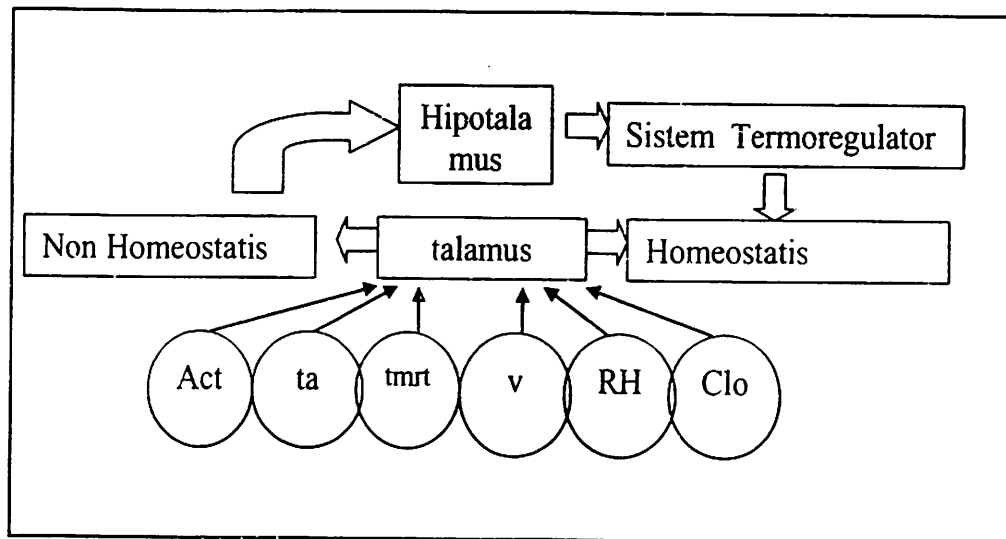 Hipotala
mus
Sistem Termoregulator
Non Homeostatis
talamus
Homeostatis
Act
ta
tmrt
v
RH
Clo